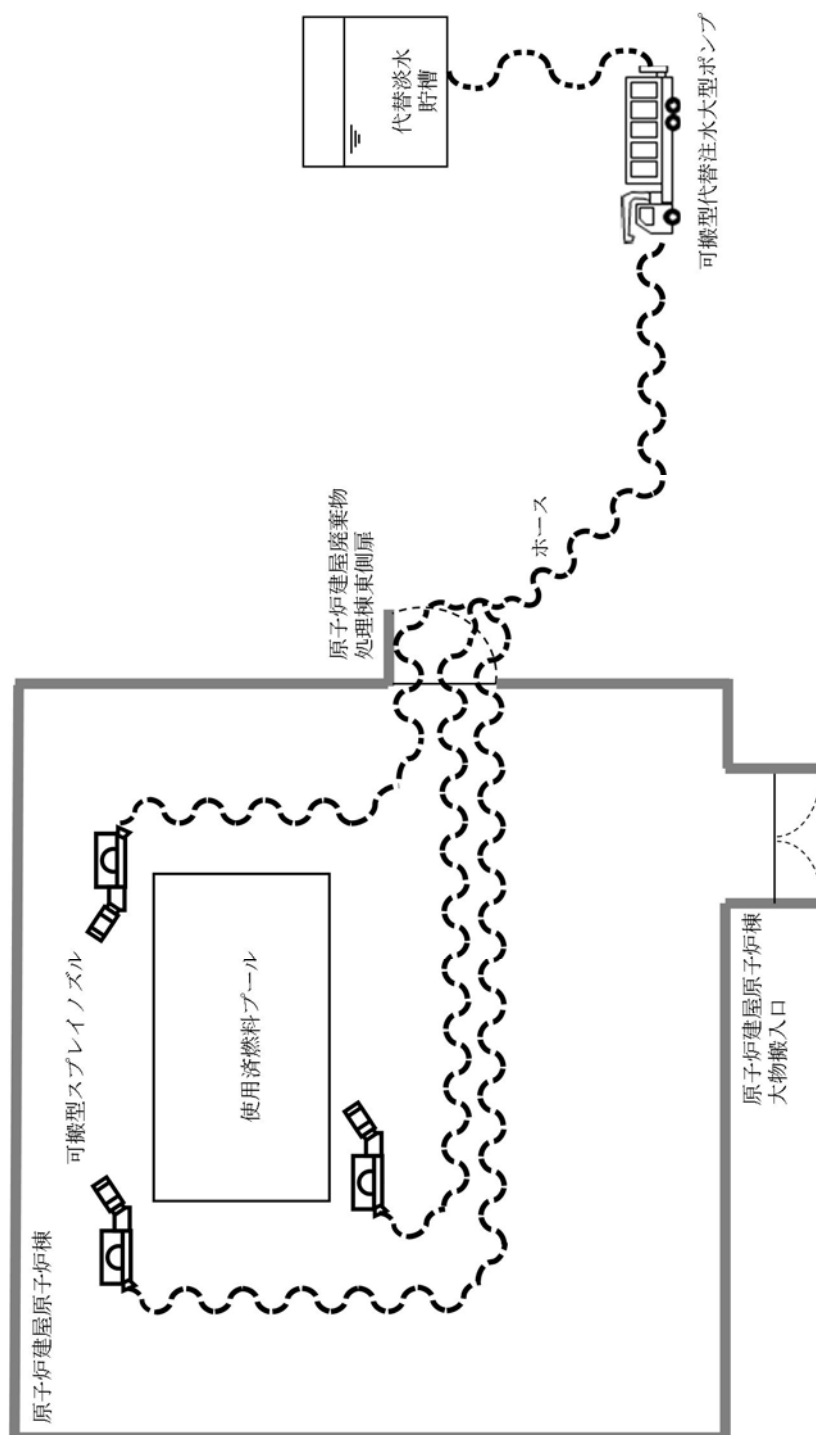 原子炉建屋原子炉棟
可搬型スプレイノズル
使用済燃料プール
原子炉建屋廃棄物
処理棟東側扉
ホース
代替淡水
貯槽
可搬型代替注水大型ポンプ
原子炉建屋原子炉棟
大物搬入口